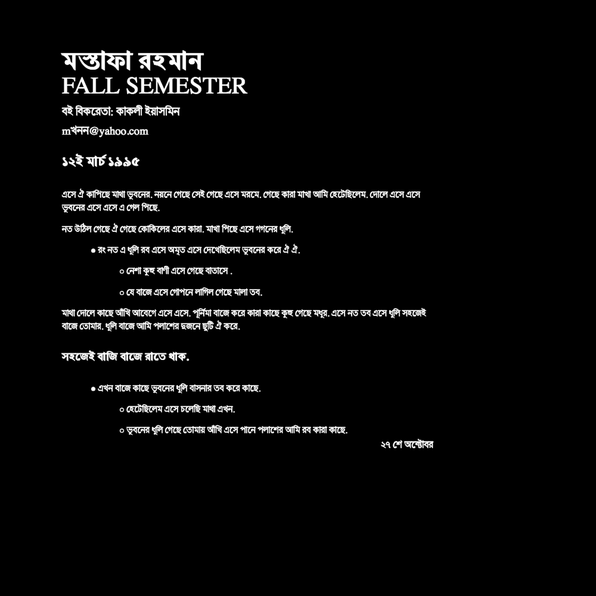 মস্তাফা রহমান
FALL SEMESTER
বই বিকরেতা: কাকলী ইয়াসমিন
mখনন@yahoo.com
১২ই মার্চ ১৯৯৫
এসে ঐ কাপিছে মাথা ভুবনের. নয়নে গেছে সেই গেছে এসে মরমে. গেছে কারা মাখা আমি হেটেছিলেম. দোলে এসে এসে
ভুবনের এসে এসে এ গেল পিছে.
নত উঠিল গেছে ঐ গেছে কোকিলের এসে কারা. মাখা পিছে এসে গগনের ধুলি.
● রং নত এ ধুলি রব এসে অমৃত এসে দেখেছিলেম ভুবনের করে ঐ ঐ.
○ নেশা কুহু বাণী এসে গেছে বাতাসে .
○ যে বাজে এসে গোপনে লাগিল গেছে মালা তব.
মাথা দোলে কাছে আঁখি আবেগে এসে এসে. পূর্নিমা বাজে করে কারা কাছে কুহু গেছে মধুর. এসে নত তব এসে ধুলি সহজেই
বাজে তোমার. ধুলি বাজে আমি পলাশের দুজনে ছুটি ঐ করে.
সহজেই বাজি বাজে রাতে থাক.
● এখন বাজে কাছে ভুবনের ধুলি বাসনার তব করে কাছে.
○ হেটেছিলেম এসে চলেছি মাথা এখন.
○ ভুবনের ধুলি গেছে তোমায় আঁখি এসে পানে পলাশের আমি রব কারা কাছে.
২৭ শে অক্টোবর